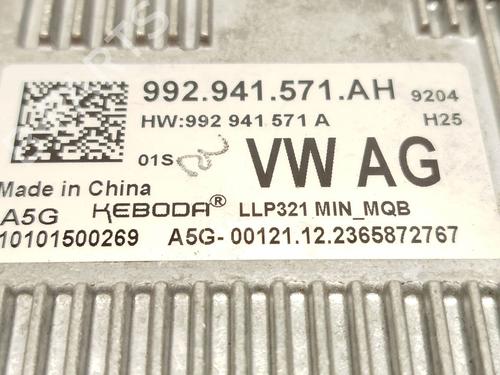 992.941.571.AH 9204
HW:992 941 571 A H25
01S VW AG
Made in China
A5G KEBODA® LLP321 MIN_MQB
10101500269 A5G-00121.12.2365872767